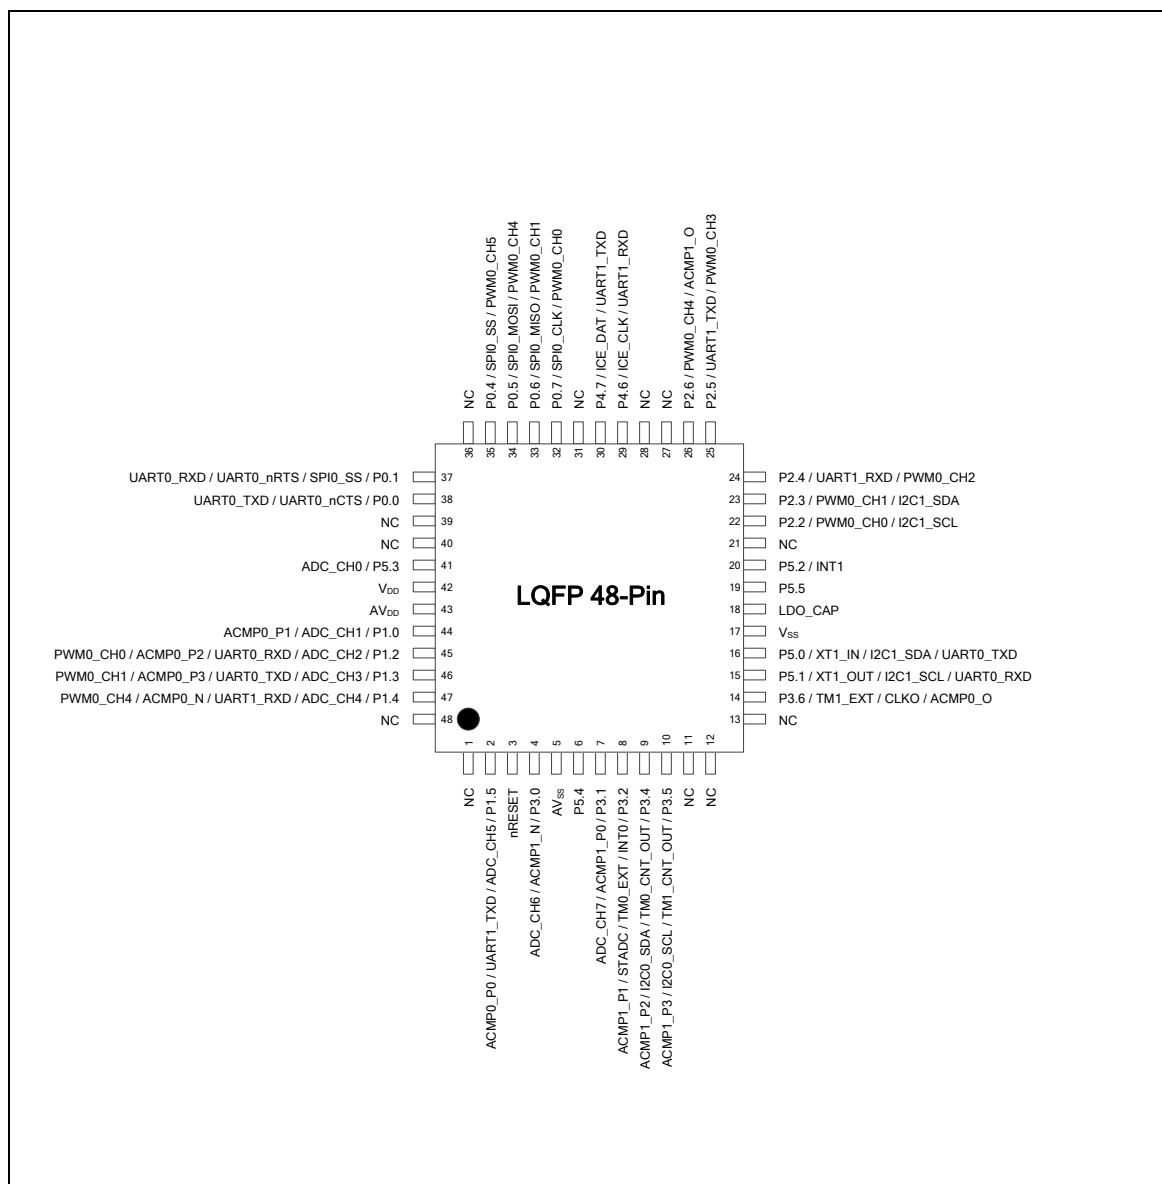 NC
P0.4 / SPI0_SS / PWM0_CH5
P0.5 / SPI0_MOSI / PWM0_CH4
P0.6 / SPI0_MISO / PWM0_CH1
P0.7 / SPI0_CLK / PWM0_CH0
NC
P4.7 / ICE_DAT / UART1_TXD
P4.6 / ICE_CLK / UART1_RXD
NC
NC
P2.6 / PWM0_CH4 / ACMP1_O
P2.5 / UART1_TXD / PWM0_CH3
36 35 34 33 32 31 30 29 28 27 26 25
UART0_RXD / UART0_nRTS / SPI0_SS / P0.1 37
UART0_TXD / UART0_nCTS / P0.0 38
NC 39
NC 40
ADC_CH0 / P5.3 41
VDD 42
AVDD 43
ACMP0_P1 / ADC_CH1 / P1.0 44
PWM0_CH0 / ACMP0_P2 / UART0_RXD / ADC_CH2 / P1.2 45
PWM0_CH1 / ACMP0_P3 / UART0_TXD / ADC_CH3 / P1.3 46
PWM0_CH4 / ACMP0_N / UART1_RXD / ADC_CH4 / P1.4 47
NC 48
LQFP 48-Pin
24 P2.4 / UART1_RXD / PWM0_CH2
23 P2.3 / PWM0_CH1 / I2C1_SDA
22 P2.2 / PWM0_CH0 / I2C1_SCL
21 NC
20 P5.2 / INT1
19 P5.5
18 LDO_CAP
17 VSS
16 P5.0 / XT1_IN / I2C1_SDA / UART0_TXD
15 P5.1 / XT1_OUT / I2C1_SCL / UART0_RXD
14 P3.6 / TM1_EXT / CLKO / ACMP0_O
13 NC
1 2 3 4 5 6 7 8 9 10 11 12
NC
ACMP0_P0 / UART1_TXD / ADC_CH5 / P1.5
nRESET
ADC_CH6 / ACMP1_N / P3.0
AVSS
P5.4
ADC_CH7 / ACMP1_P0 / P3.1
ACMP1_P1 / STADC / TM0_EXT / INT0 / P3.2
ACMP1_P2 / I2C0_SDA / TM0_CNT_OUT / P3.4
ACMP1_P3 / I2C0_SCL / TM1_CNT_OUT / P3.5
NC
NC